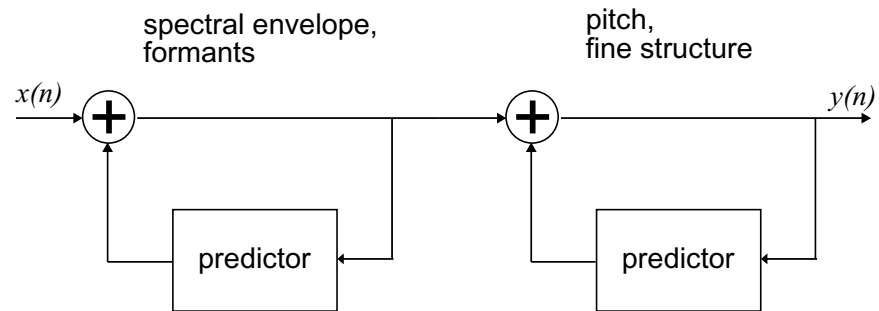 spectral envelope,
formants
pitch,
fine structure
x(n)
+
+
y(n)
predictor
predictor